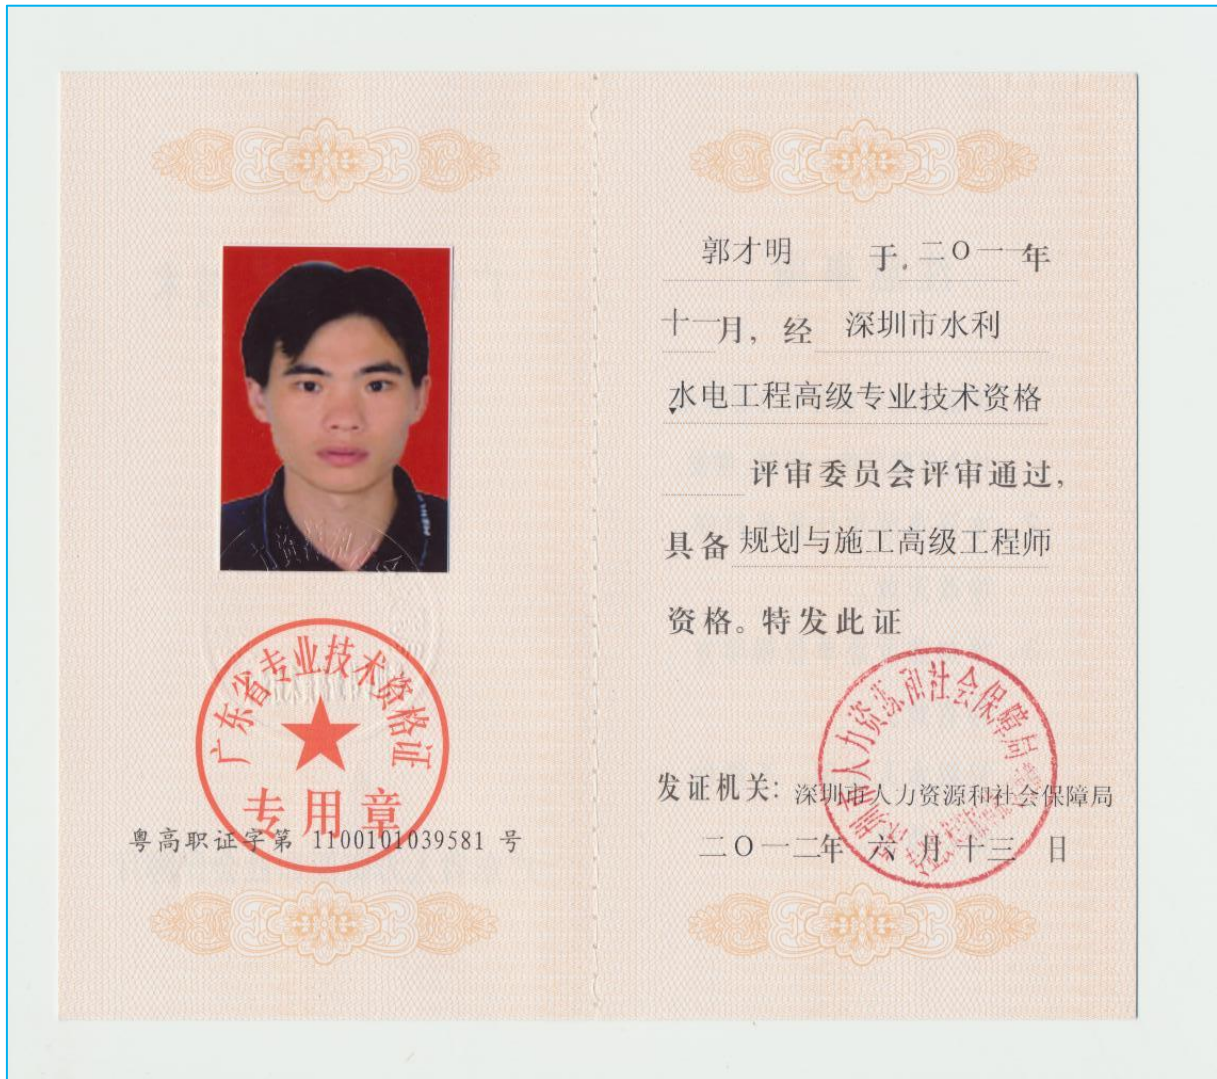 广东省专业技术资格证
专用章
粤高职证字第 1100101039581 号
郭才明 于 二〇一一年
十一月，经 深圳市水利
水电工程高级专业技术资格
评审委员会评审通过，
具备 规划与施工高级工程师
资格。特发此证
深圳市人力资源和社会保障局
发证机关：深圳市人力资源和社会保障局
二〇一二年 六 月 十三 日